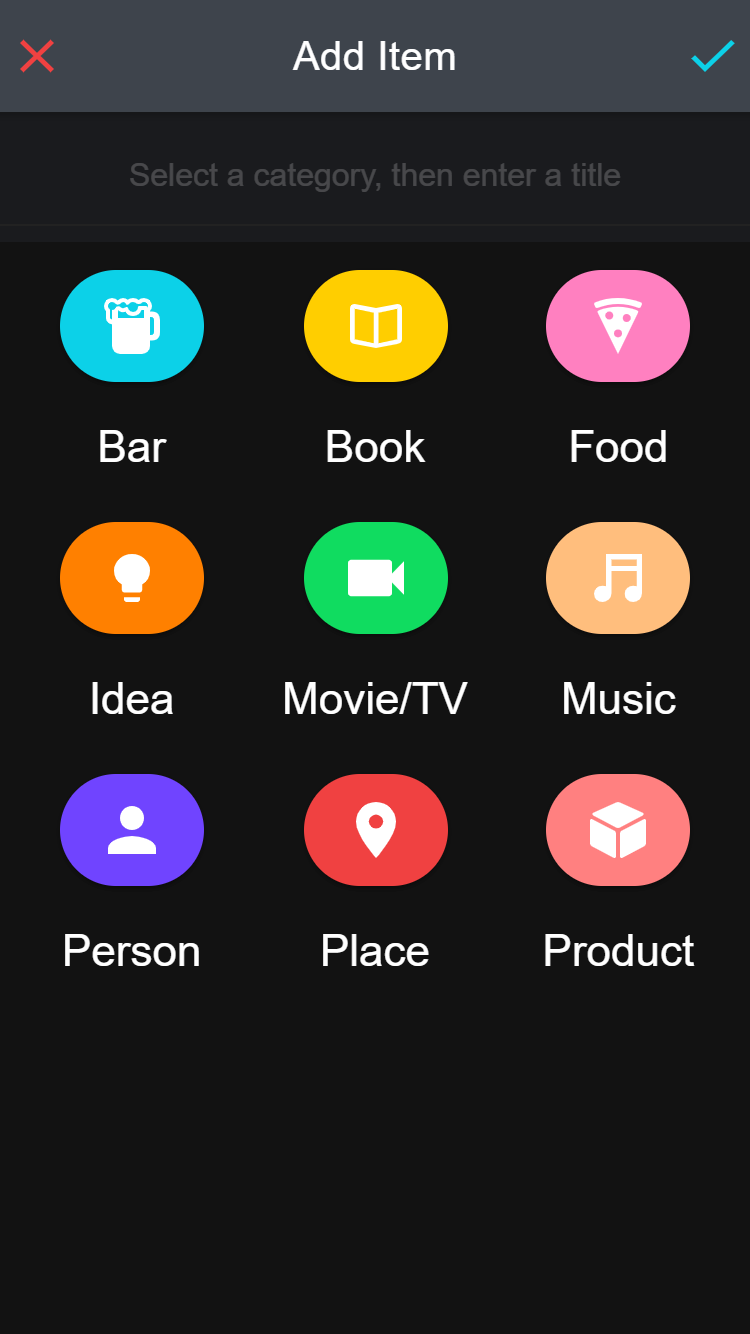 Add Item
Select a category, then enter a title
Bar Book Food
Idea Movie/TV Music
Person Place Product